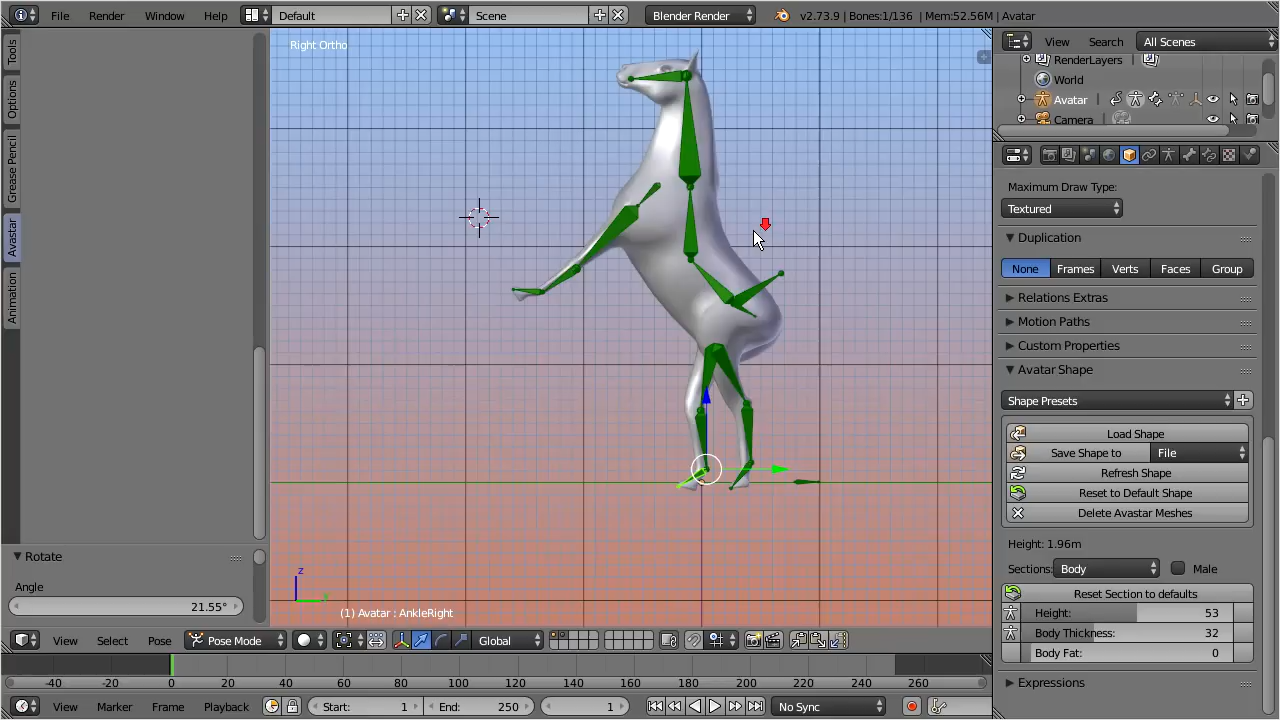 File Render Window Help Default Scene Blender Render v2.73.9 | Bones:1/136 | Mem:52.56M | Avatar
Tools
Options
Grease Pencil
Avastar
Animation
Rotate
Angle
21.55°
Right Ortho
z
y
(1) Avatar : AnkleRight
View Search All Scenes
RenderLayers
World
Avatar
Camera
Maximum Draw Type:
Textured
Duplication
None Frames Verts Faces Group
Relations Extras
Motion Paths
Custom Properties
Avatar Shape
Shape Presets
Load Shape
Save Shape to File
Refresh Shape
Reset to Default Shape
Delete Avastar Meshes
Height: 1.96m
Sections: Body Male
Reset Section to defaults
Height: 53
Body Thickness: 32
Body Fat: 0
Expressions
View Select Pose Pose Mode Global
-40 -20 0 20 40 60 80 100 120 140 160 180 200 220 240 260
View Marker Frame Playback Start: 1 End: 250 1 No Sync